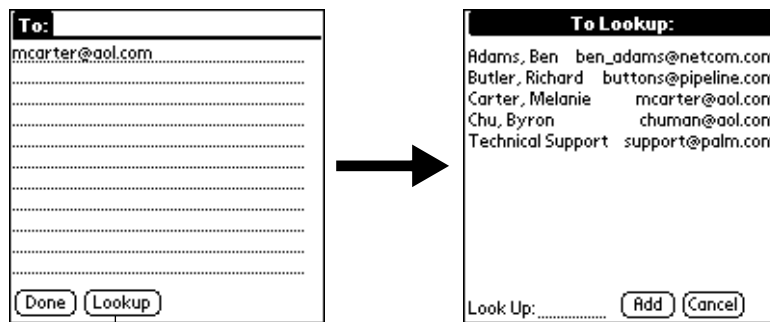 To:
mcarter@aol.com
Done Lookup
To Lookup:
Adams, Ben ben_adams@netcom.con
Butler, Richard buttons@pipeline.con
Carter, Melanie mcarter@aol.con
Chu, Byron chuman@aol.con
Technical Support support@palm.con
Look Up: Add Cancel